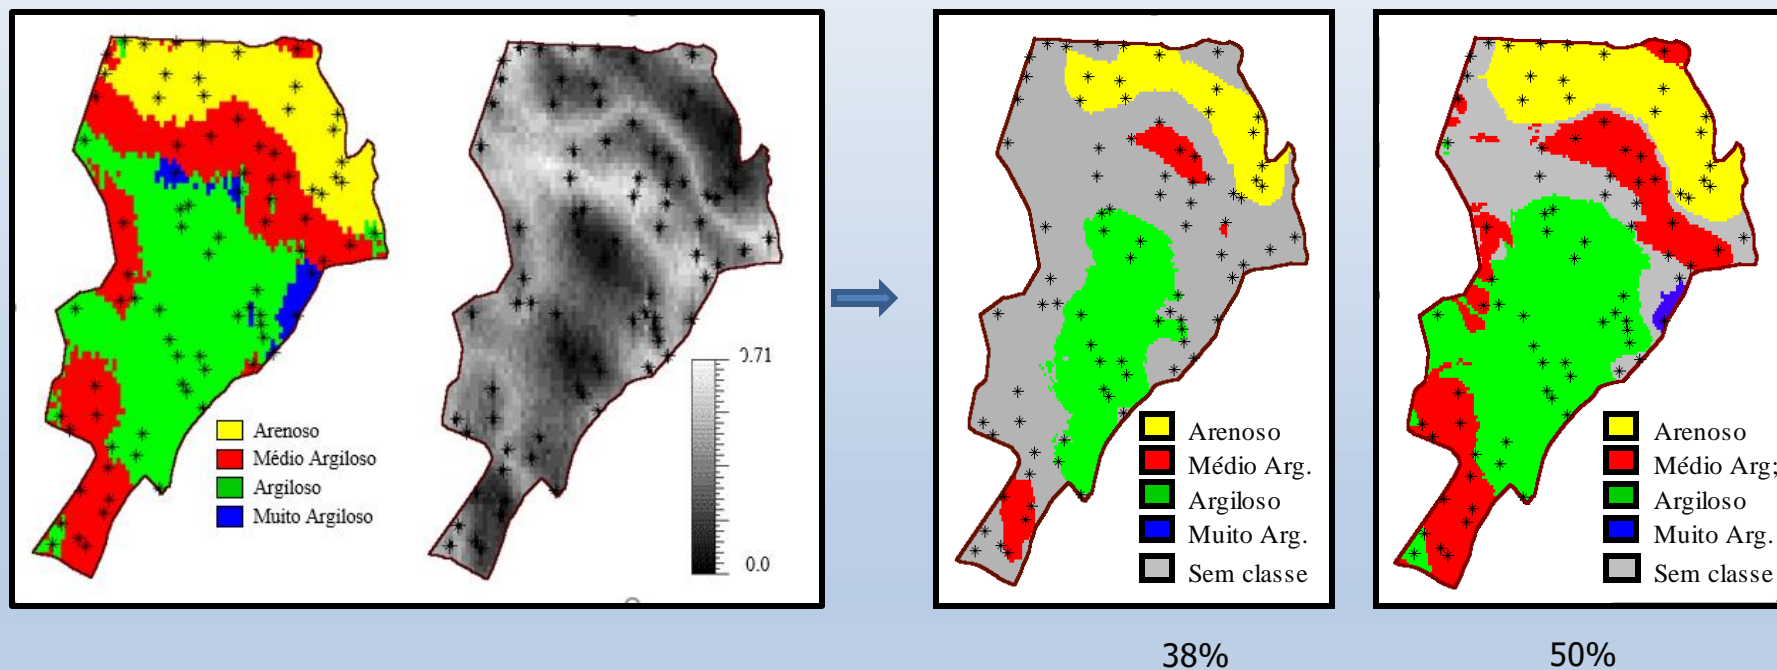 Arenoso
Médio Argiloso
Argiloso
Muito Argiloso
0.71
0.0
Arenoso
Médio Arg.
Argiloso
Muito Arg.
Sem classe
Arenoso
Médio Arg;
Argiloso
Muito Arg.
Sem classe
38%
50%